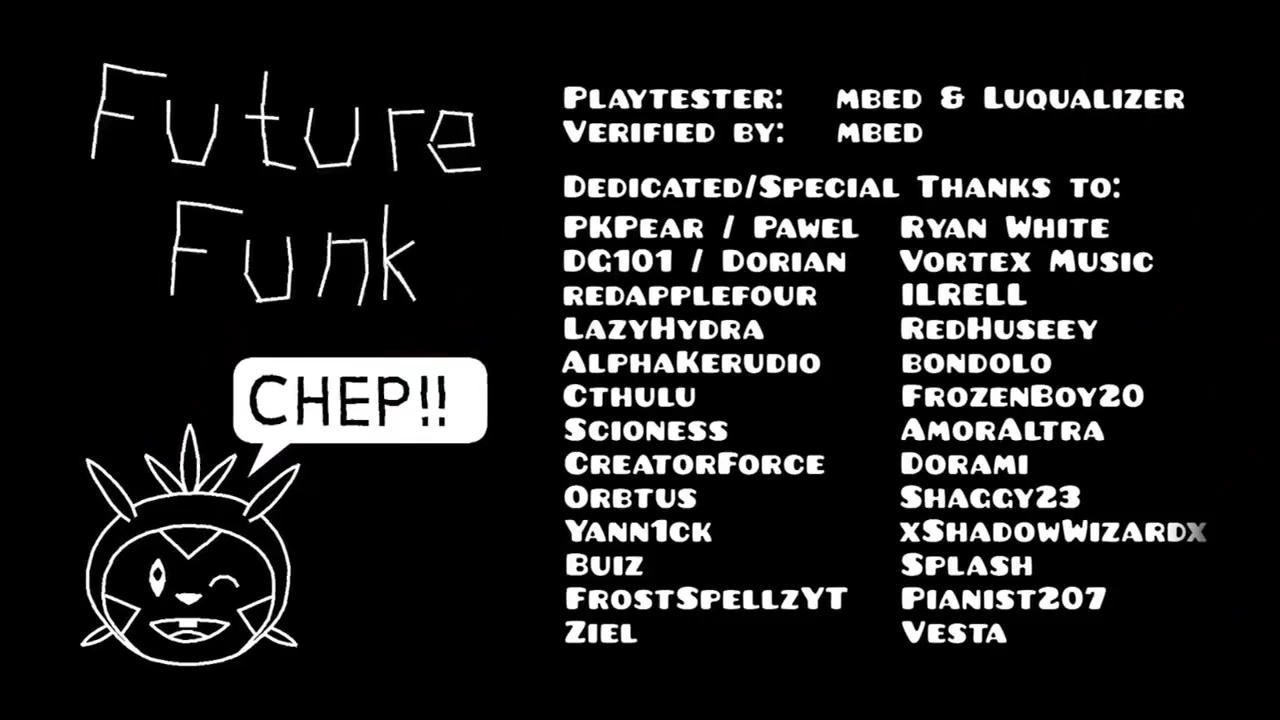 Future
Funk
CHEP!!
Playtester: mbed & Luqualizer
Verified by: mbed
Dedicated/Special Thanks to:
PKPear / Pawel Ryan White
DG101 / Dorian Vortex Music
redapplefour ILRELL
LazyHydra RedHuseey
AlphaKerudio bondolo
Cthulu FrozenBoy20
Scioness AmorAltra
CreatorForce Dorami
Orbtus Shaggy23
Yann1ck xShadowWizardx
Buiz Splash
FrostSpellzYT Pianist207
Ziel Vesta